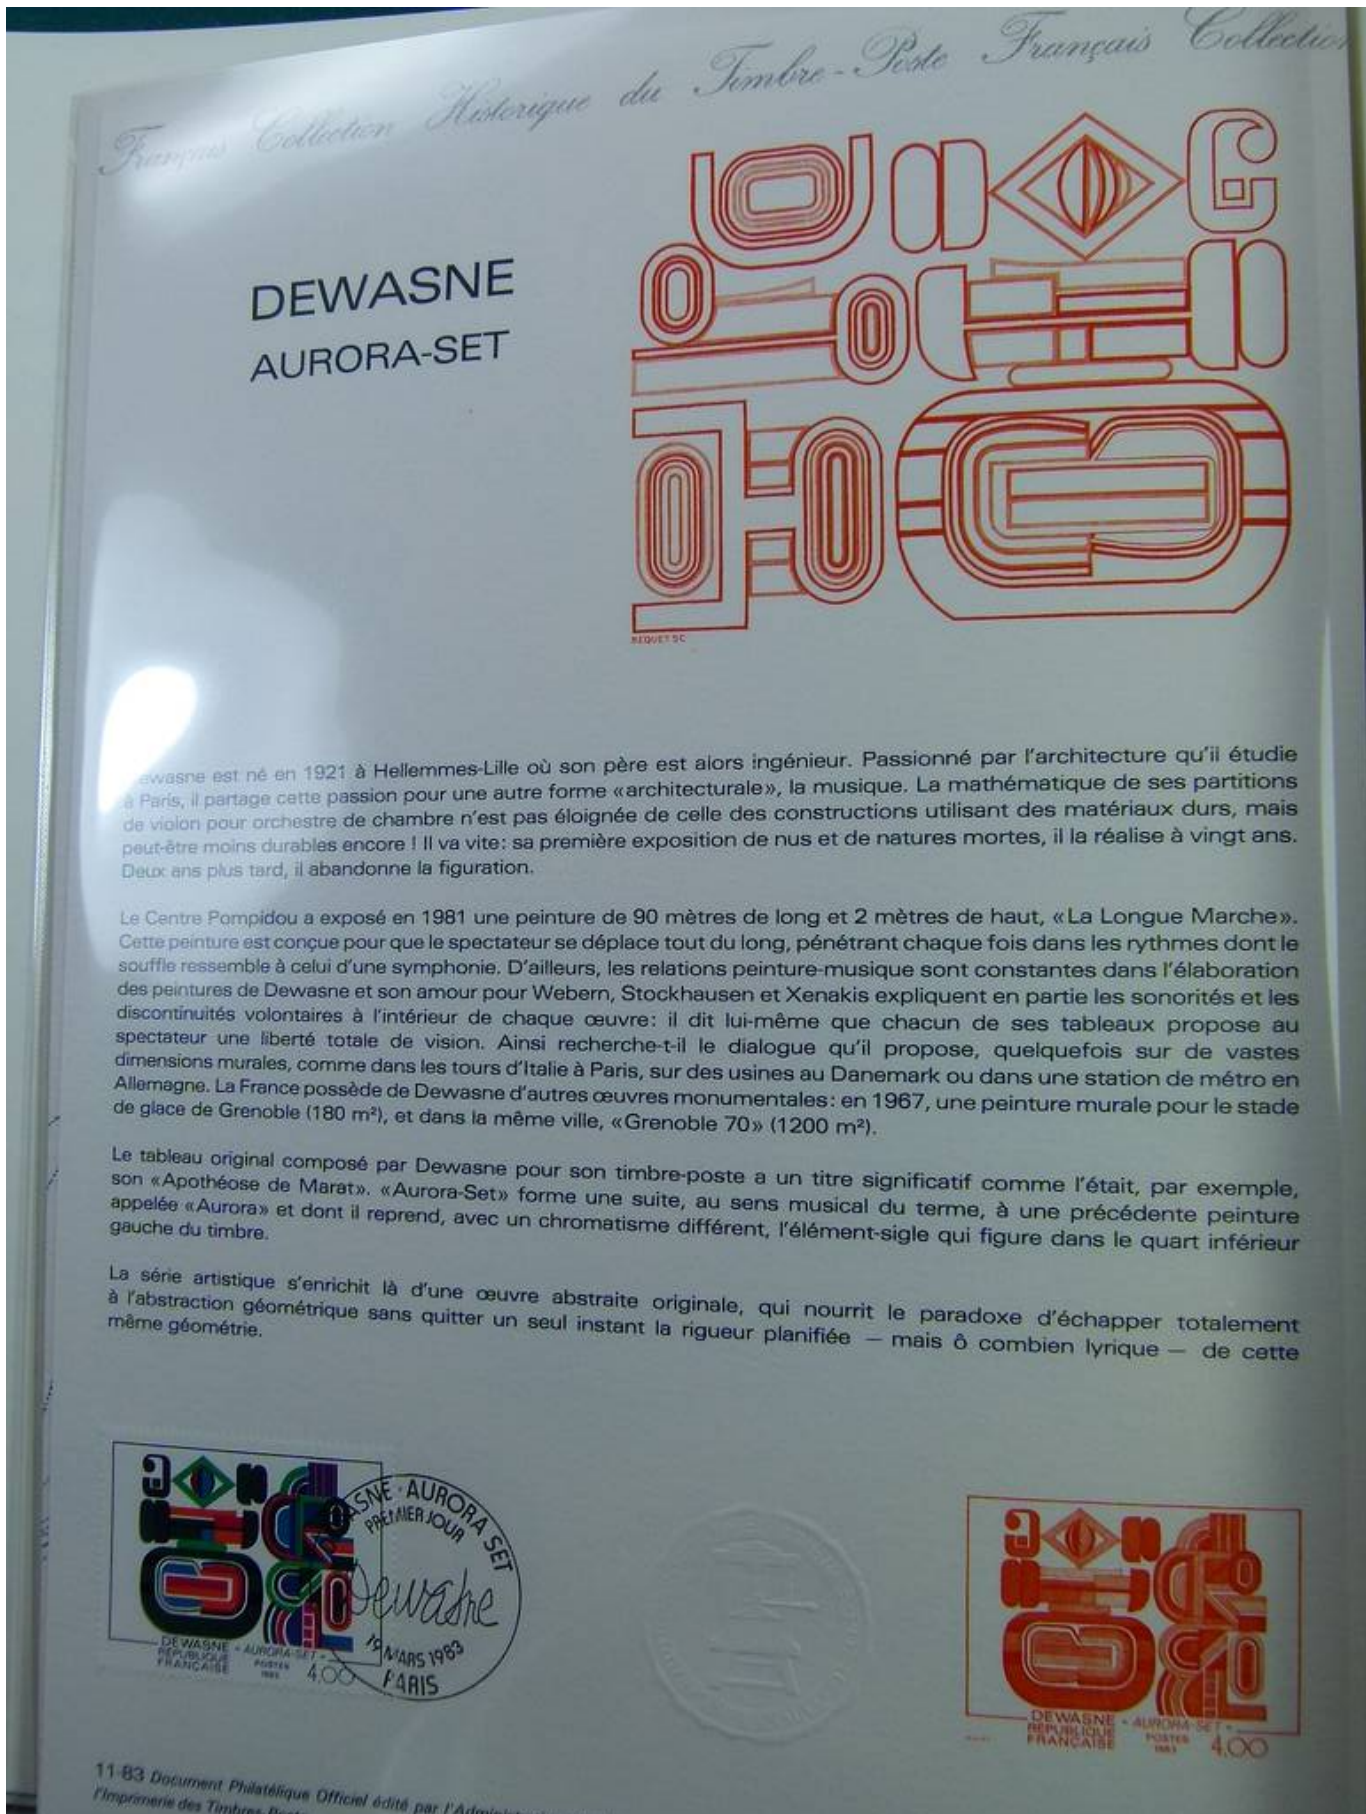 Français Collection Historique du Timbre-Poste Français Collection
DEWASNE
AURORA-SET
REQUET SC
Dewasne est né en 1921 à Hellemmes-Lille où son père est alors ingénieur. Passionné par l'architecture qu'il étudie
à Paris, il partage cette passion pour une autre forme «architecturale», la musique. La mathématique de ses partitions
de violon pour orchestre de chambre n'est pas éloignée de celle des constructions utilisant des matériaux durs, mais
peut-être moins durables encore ! Il va vite: sa première exposition de nus et de natures mortes, il la réalise à vingt ans.
Deux ans plus tard, il abandonne la figuration.
Le Centre Pompidou a exposé en 1981 une peinture de 90 mètres de long et 2 mètres de haut, «La Longue Marche».
Cette peinture est conçue pour que le spectateur se déplace tout du long, pénétrant chaque fois dans les rythmes dont le
souffle ressemble à celui d'une symphonie. D'ailleurs, les relations peinture-musique sont constantes dans l'élaboration
des peintures de Dewasne et son amour pour Webern, Stockhausen et Xenakis expliquent en partie les sonorités et les
discontinuités volontaires à l'intérieur de chaque œuvre: il dit lui-même que chacun de ses tableaux propose au
spectateur une liberté totale de vision. Ainsi recherche-t-il le dialogue qu'il propose, quelquefois sur de vastes
dimensions murales, comme dans les tours d'Italie à Paris, sur des usines au Danemark ou dans une station de métro en
Allemagne. La France possède de Dewasne d'autres œuvres monumentales: en 1967, une peinture murale pour le stade
de glace de Grenoble (180 m²), et dans la même ville, «Grenoble 70» (1200 m²).
Le tableau original composé par Dewasne pour son timbre-poste a un titre significatif comme l'était, par exemple,
son «Apothéose de Marat». «Aurora-Set» forme une suite, au sens musical du terme, à une précédente peinture
appelée «Aurora» et dont il reprend, avec un chromatisme différent, l'élément-sigle qui figure dans le quart inférieur
gauche du timbre.
La série artistique s'enrichit là d'une œuvre abstraite originale, qui nourrit le paradoxe d'échapper totalement
à l'abstraction géométrique sans quitter un seul instant la rigueur planifiée — mais ô combien lyrique — de cette
même géométrie.
DEWASNE · AURORA SET
PREMIER JOUR
Dewasne
19 MARS 1983
PARIS
DEWASNE - AURORA-SET -
RÉPUBLIQUE
FRANÇAISE
POSTES
1983
4,00
DEWASNE - AURORA-SET -
RÉPUBLIQUE
FRANÇAISE
POSTES
1983
4,00
11-83 Document Philatélique Officiel édité par
l'Imprimerie des Timbres-Poste